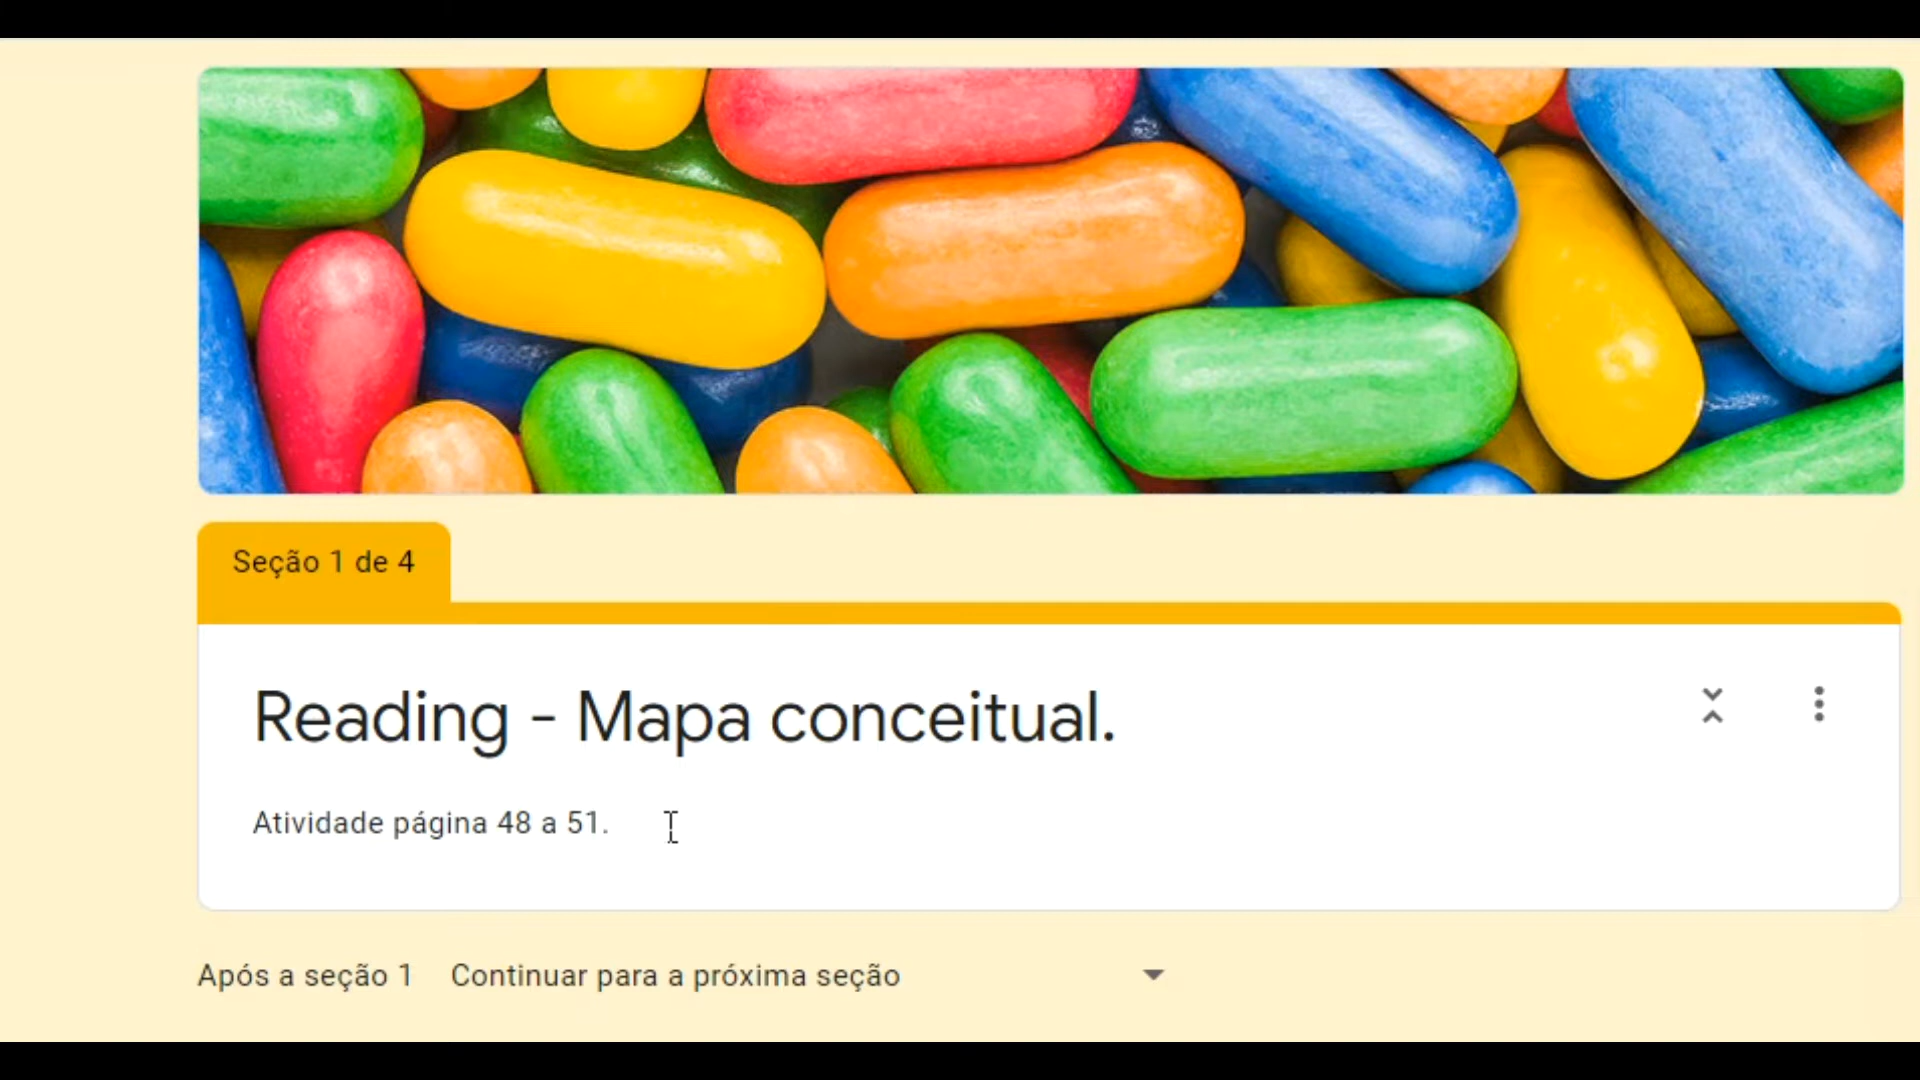 Seção 1 de 4
Reading - Mapa conceitual.
Atividade página 48 a 51.
Após a seção 1 Continuar para a próxima seção